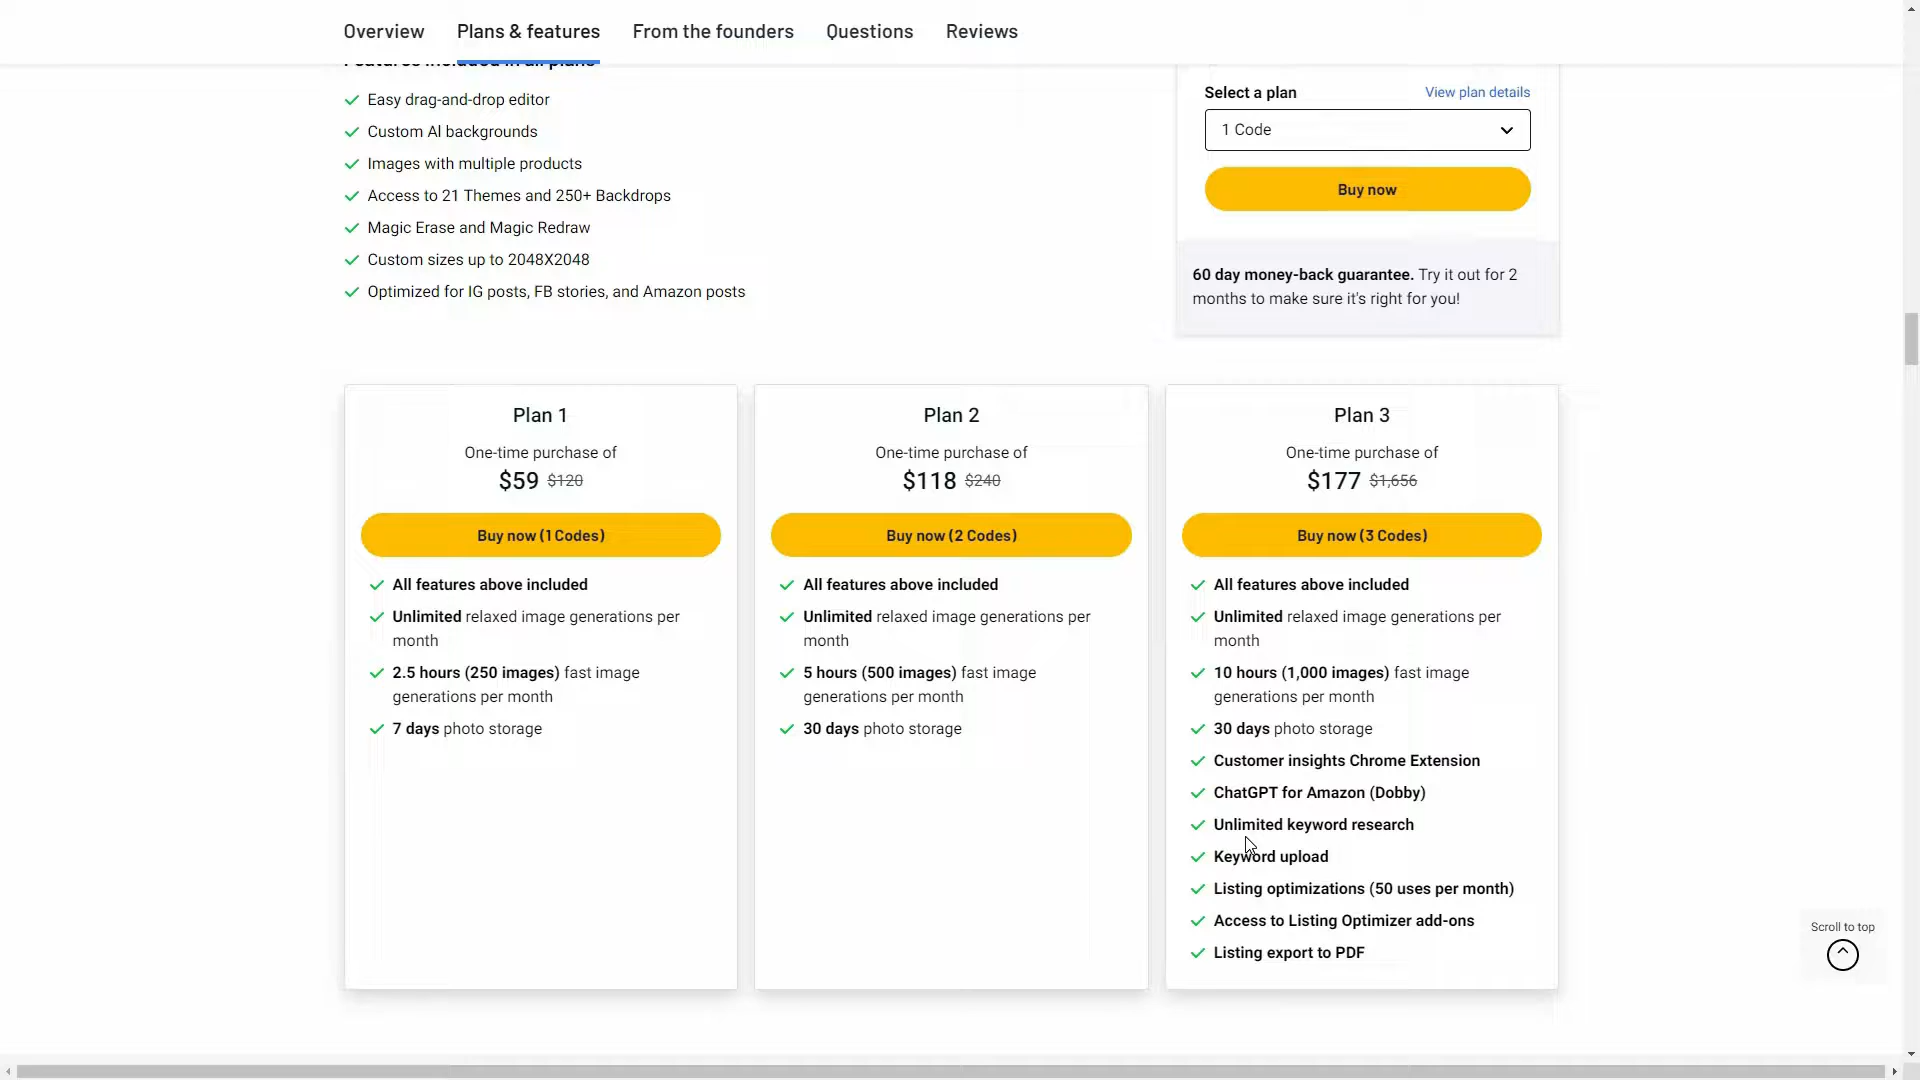 Overview
Plans & features
From the founders
Questions
Reviews
Features included in all plans
Easy drag-and-drop editor
Custom AI backgrounds
Images with multiple products
Access to 21 Themes and 250+ Backdrops
Magic Erase and Magic Redraw
Custom sizes up to 2048X2048
Optimized for IG posts, FB stories, and Amazon posts
Select a plan
View plan details
1 Code
Buy now
60 day money-back guarantee. Try it out for 2
months to make sure it's right for you!
Plan 1
One-time purchase of
$59 $120
Buy now (1 Codes)
All features above included
Unlimited relaxed image generations per
month
2.5 hours (250 images) fast image
generations per month
7 days photo storage
Plan 2
One-time purchase of
$118 $240
Buy now (2 Codes)
All features above included
Unlimited relaxed image generations per
month
5 hours (500 images) fast image
generations per month
30 days photo storage
Plan 3
One-time purchase of
$177 $1,656
Buy now (3 Codes)
All features above included
Unlimited relaxed image generations per
month
10 hours (1,000 images) fast image
generations per month
30 days photo storage
Customer insights Chrome Extension
ChatGPT for Amazon (Dobby)
Unlimited keyword research
Keyword upload
Listing optimizations (50 uses per month)
Access to Listing Optimizer add-ons
Listing export to PDF
Scroll to top